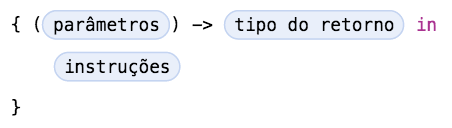 { (parâmetros) -> tipo do retorno in
instruções
}